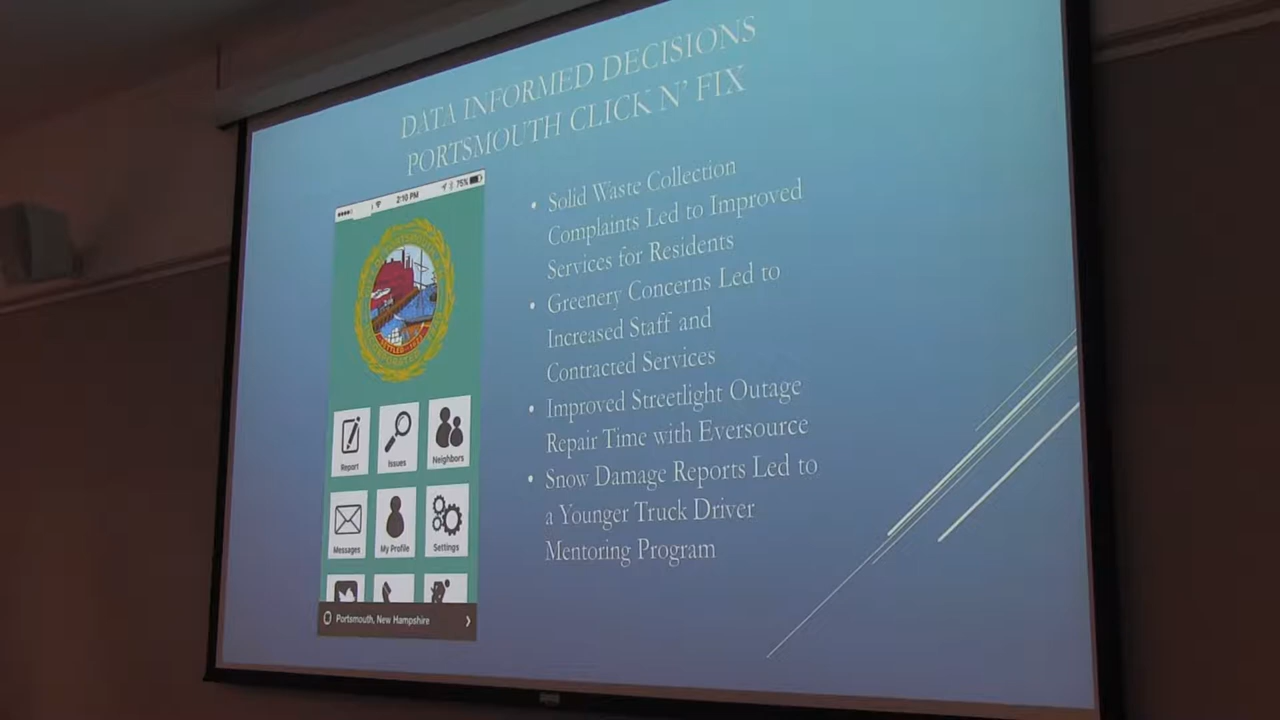 DATA INFORMED DECISIONS
PORTSMOUTH CLICK N' FIX
2:10 PM
75%
SETTLED
Report
Issues
Neighbors
Messages
My Profile
Settings
Portsmouth, New Hampshire
• Solid Waste Collection
Complaints Led to Improved
Services for Residents
• Greenery Concerns Led to
Increased Staff and
Contracted Services
• Improved Streetlight Outage
Repair Time with Eversource
• Snow Damage Reports Led to
a Younger Truck Driver
Mentoring Program